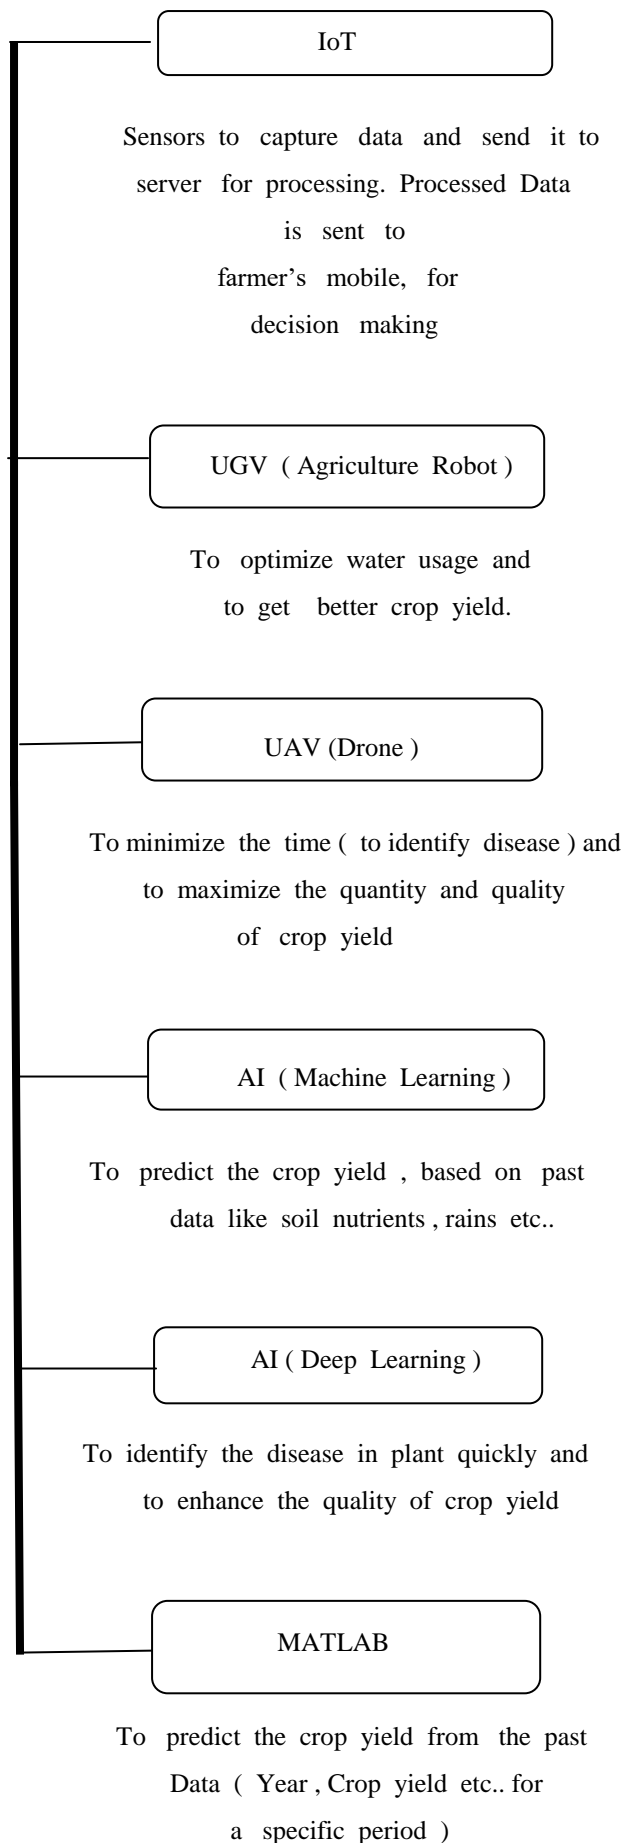 IoT
Sensors to capture data and send it to
server for processing. Processed Data
is sent to
farmer’s mobile, for
decision making
UGV ( Agriculture Robot )
To optimize water usage and
to get better crop yield.
UAV (Drone )
To minimize the time ( to identify disease ) and
to maximize the quantity and quality
of crop yield
AI ( Machine Learning )
To predict the crop yield , based on past
data like soil nutrients , rains etc..
AI ( Deep Learning )
To identify the disease in plant quickly and
to enhance the quality of crop yield
MATLAB
To predict the crop yield from the past
Data ( Year , Crop yield etc.. for
a specific period )